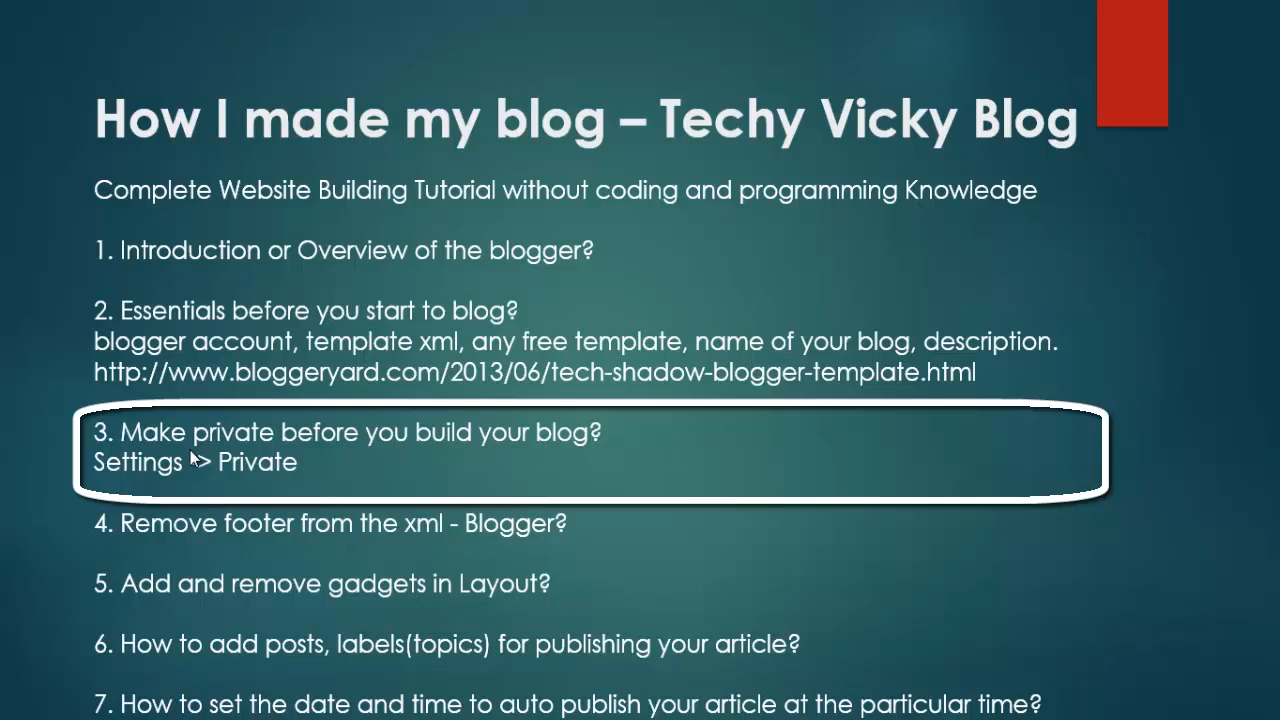 How I made my blog – Techy Vicky Blog
Complete Website Building Tutorial without coding and programming Knowledge
1. Introduction or Overview of the blogger?
2. Essentials before you start to blog?
blogger account, template xml, any free template, name of your blog, description.
http://www.bloggeryard.com/2013/06/tech-shadow-blogger-template.html
3. Make private before you build your blog?
Settings > Private
4. Remove footer from the xml - Blogger?
5. Add and remove gadgets in Layout?
6. How to add posts, labels(topics) for publishing your article?
7. How to set the date and time to auto publish your article at the particular time?